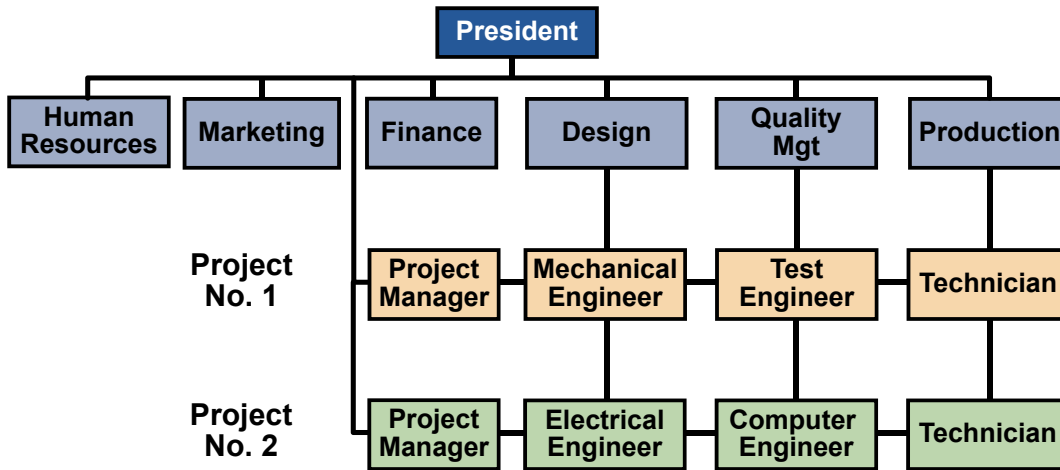 President
Human
Resources
Marketing
Finance
Design
Quality
Mgt
Production
Project
No. 1
Project
Manager
Mechanical
Engineer
Test
Engineer
Technician
Project
No. 2
Project
Manager
Electrical
Engineer
Computer
Engineer
Technician